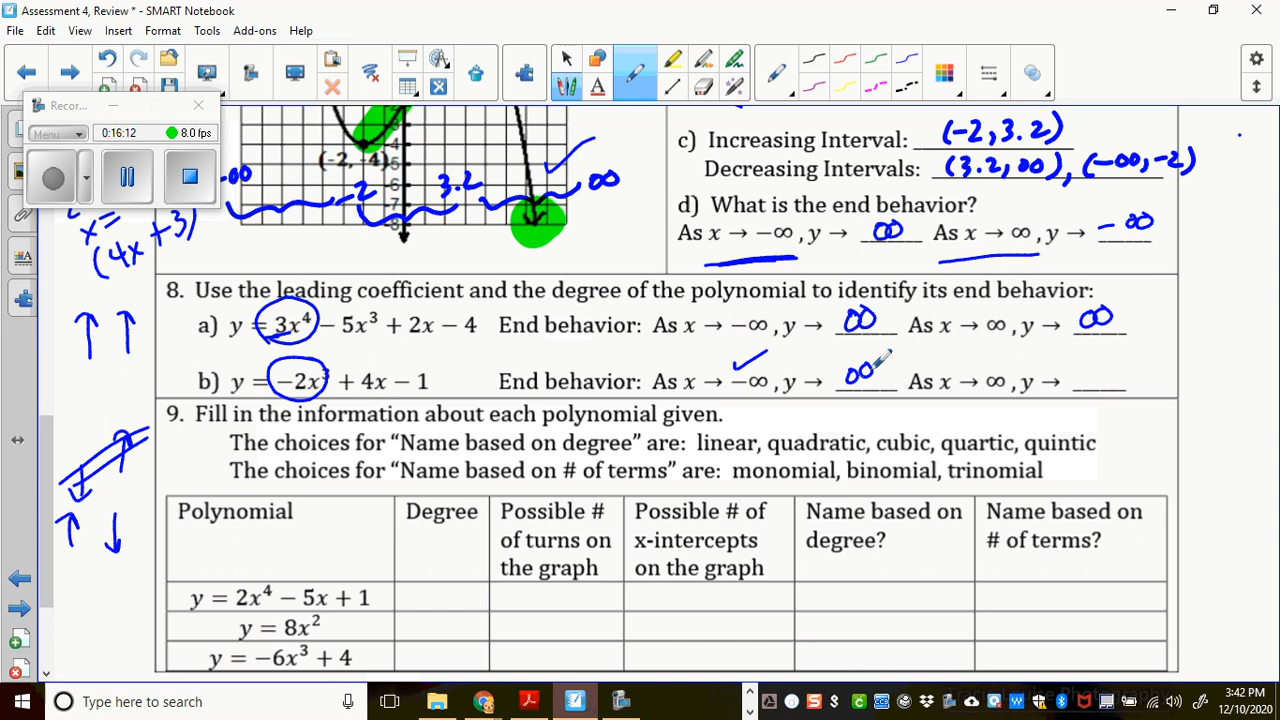 Assessment 4, Review * - SMART Notebook
File Edit View Insert Format Tools Add-ons Help
Recor...
Menu 0:16:12 8.0 fps
(-2, -4)
-4
-5
-6
-7
-8
-∞ -2 3.2 ∞
x=
(4x+3)
c) Increasing Interval: (-2,3.2)
Decreasing Intervals: (3.2,∞), (-∞,-2)
d) What is the end behavior?
As x → −∞, y → ∞ As x → ∞, y → -∞
8. Use the leading coefficient and the degree of the polynomial to identify its end behavior:
a) y = 3x⁴ − 5x³ + 2x − 4 End behavior: As x → −∞, y → ∞ As x → ∞, y → ∞
b) y = −2x³ + 4x − 1 End behavior: As x → −∞, y → ∞ As x → ∞, y → ____
9. Fill in the information about each polynomial given.
The choices for “Name based on degree” are: linear, quadratic, cubic, quartic, quintic
The choices for “Name based on # of terms” are: monomial, binomial, trinomial
Polynomial Degree Possible # of turns on the graph Possible # of x-intercepts on the graph Name based on degree? Name based on # of terms?
y = 2x⁴ − 5x + 1
y = 8x²
y = −6x³ + 4
Type here to search
3:42 PM
12/10/2020